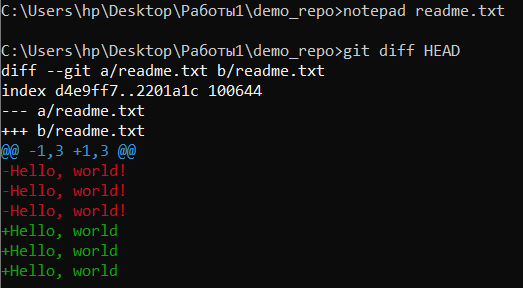 C:\Users\hp\Desktop\Работы1\demo_repo>notepad readme.txt
C:\Users\hp\Desktop\Работы1\demo_repo>git diff HEAD
diff --git a/readme.txt b/readme.txt
index d4e9ff7..2201a1c 100644
--- a/readme.txt
+++ b/readme.txt
@@ -1,3 +1,3 @@
-Hello, world!
-Hello, world!
-Hello, world!
+Hello, world
+Hello, world
+Hello, world